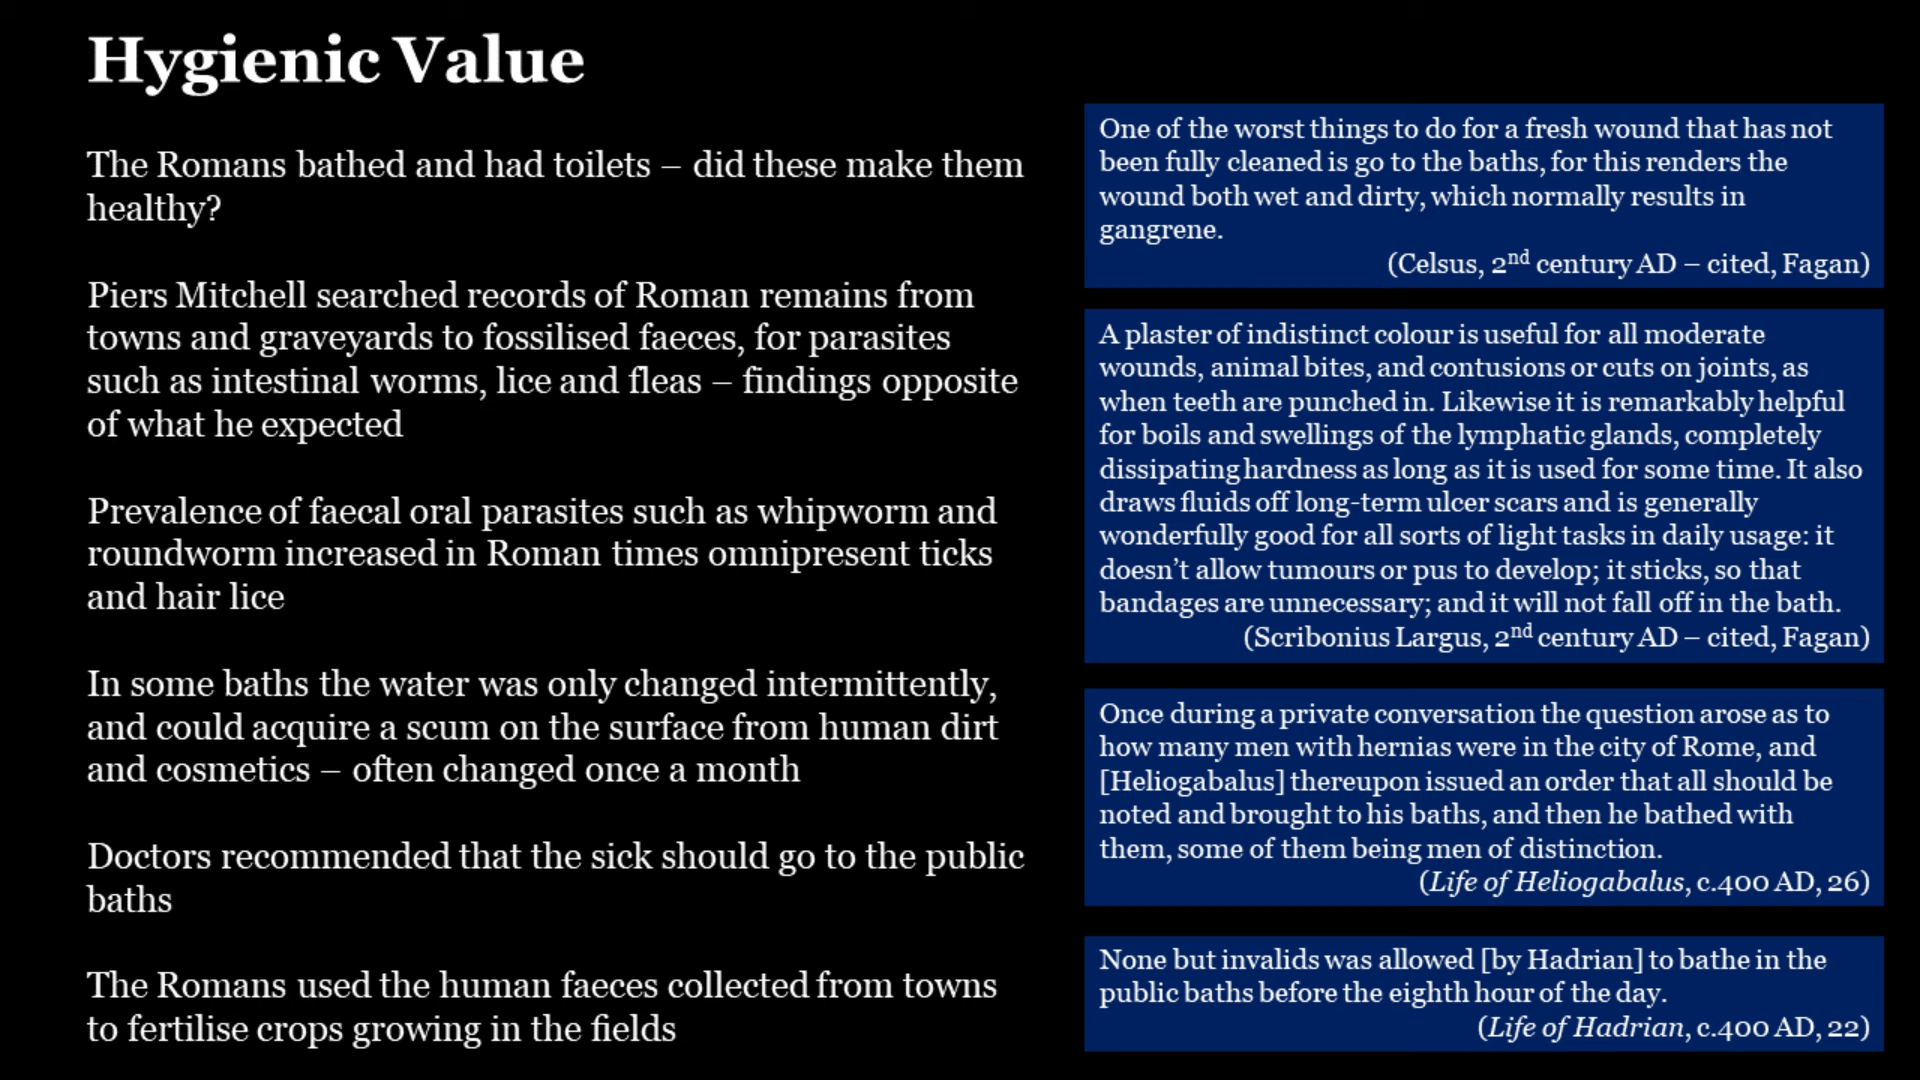 Hygienic Value
The Romans bathed and had toilets – did these make them
healthy?
Piers Mitchell searched records of Roman remains from
towns and graveyards to fossilised faeces, for parasites
such as intestinal worms, lice and fleas – findings opposite
of what he expected
Prevalence of faecal oral parasites such as whipworm and
roundworm increased in Roman times omnipresent ticks
and hair lice
In some baths the water was only changed intermittently,
and could acquire a scum on the surface from human dirt
and cosmetics – often changed once a month
Doctors recommended that the sick should go to the public
baths
The Romans used the human faeces collected from towns
to fertilise crops growing in the fields
One of the worst things to do for a fresh wound that has not
been fully cleaned is go to the baths, for this renders the
wound both wet and dirty, which normally results in
gangrene.
(Celsus, 2nd century AD – cited, Fagan)
A plaster of indistinct colour is useful for all moderate
wounds, animal bites, and contusions or cuts on joints, as
when teeth are punched in. Likewise it is remarkably helpful
for boils and swellings of the lymphatic glands, completely
dissipating hardness as long as it is used for some time. It also
draws fluids off long-term ulcer scars and is generally
wonderfully good for all sorts of light tasks in daily usage: it
doesn't allow tumours or pus to develop; it sticks, so that
bandages are unnecessary; and it will not fall off in the bath.
(Scribonius Largus, 2nd century AD – cited, Fagan)
Once during a private conversation the question arose as to
how many men with hernias were in the city of Rome, and
[Heliogabalus] thereupon issued an order that all should be
noted and brought to his baths, and then he bathed with
them, some of them being men of distinction.
(Life of Heliogabalus, c.400 AD, 26)
None but invalids was allowed [by Hadrian] to bathe in the
public baths before the eighth hour of the day.
(Life of Hadrian, c.400 AD, 22)